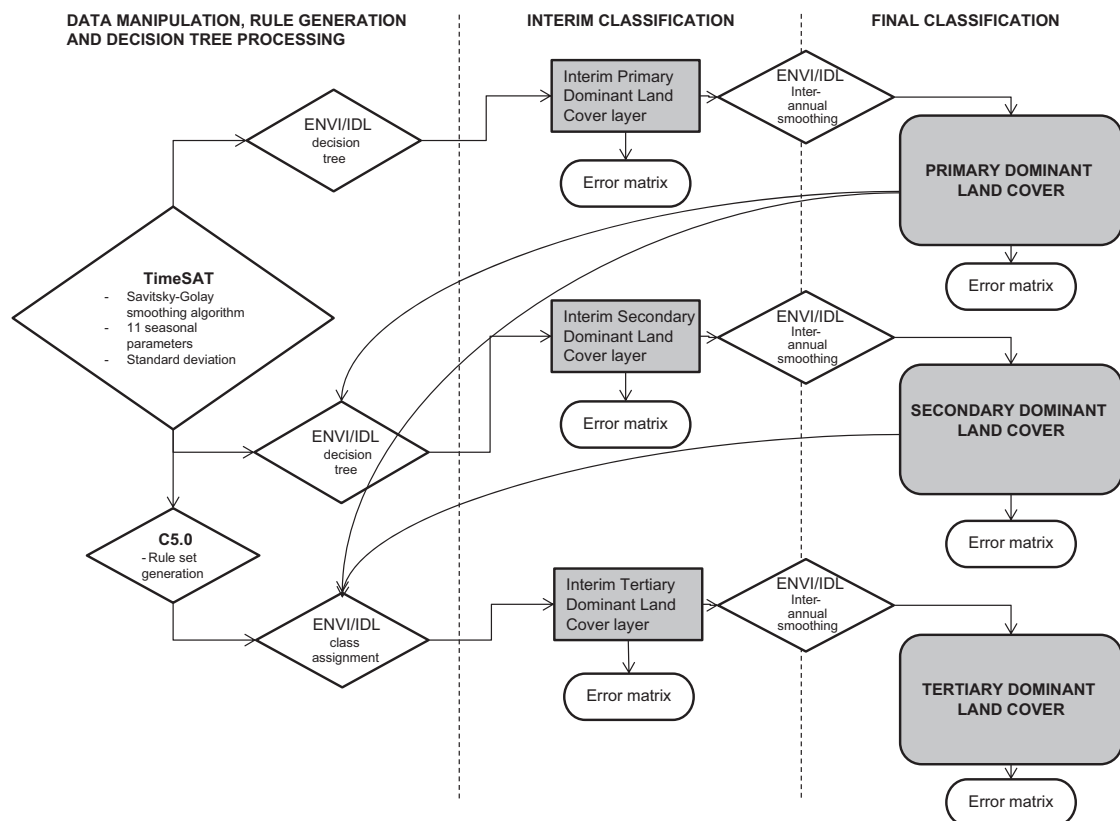 DATA MANIPULATION, RULE GENERATION
AND DECISION TREE PROCESSING
INTERIM CLASSIFICATION
FINAL CLASSIFICATION
ENVI/IDL
decision
tree
Interim Primary
Dominant Land
Cover layer
ENVI/IDL
Inter-
annual
smoothing
Error matrix
PRIMARY DOMINANT
LAND COVER
Error matrix
TimeSAT
- Savitsky-Golay
smoothing algorithm
- 11 seasonal
parameters
- Standard deviation
Interim Secondary
Dominant Land
Cover layer
ENVI/IDL
Inter-
annual
smoothing
Error matrix
SECONDARY DOMINANT
LAND COVER
Error matrix
ENVI/IDL
decision
tree
C5.0
- Rule set
generation
ENVI/IDL
class
assignment
Interim Tertiary
Dominant Land
Cover layer
ENVI/IDL
Inter-
annual
smoothing
Error matrix
TERTIARY DOMINANT
LAND COVER
Error matrix